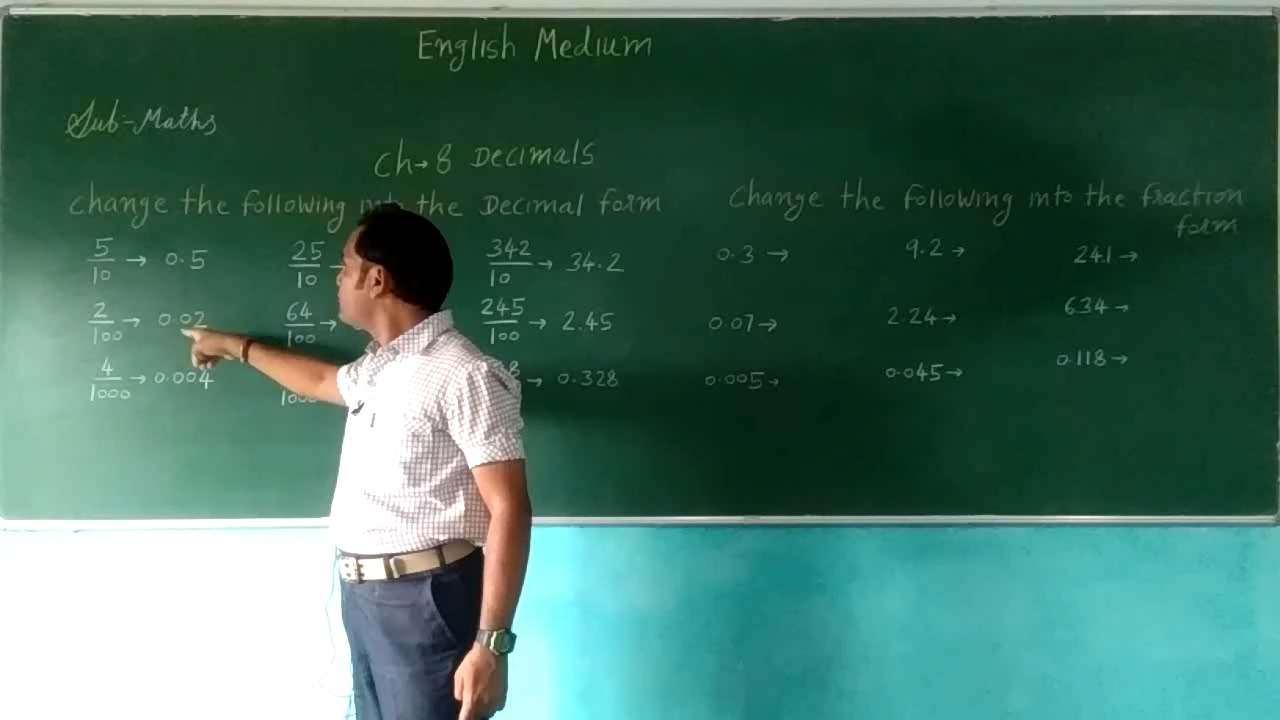 English Medium
Sub-Maths
Ch→8 Decimals
Change the following into the Decimal form
5/10 → 0.5
25/10 →
342/10 → 34.2
2/100 → 0.02
64/100 →
245/100 → 2.45
4/1000 → 0.004
1000
8 → 0.328
Change the following into the fraction
form
0.3 →
9.2 →
24.1 →
0.07 →
2.24 →
6.34 →
0.005 →
0.045 →
0.118 →